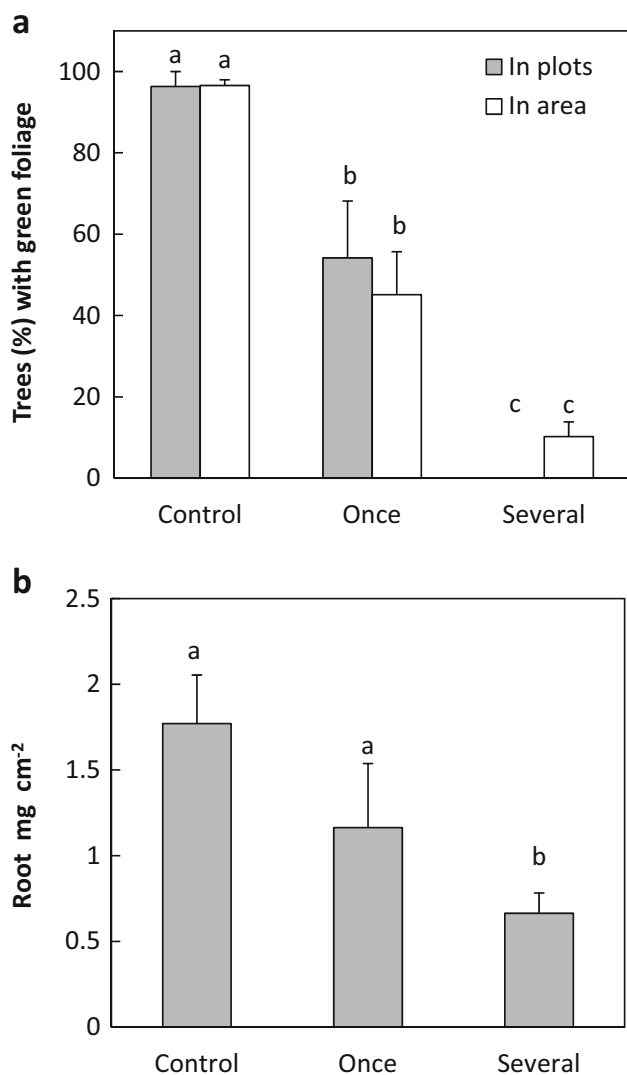 a
a a
100
In plots
In area
80
b
b
60
40
20
c c
0
Trees (%) with green foliage
Control Once Several
b
2.5
a
2
a
1.5
b
1
0.5
0
Root mg cm-2
Control Once Several